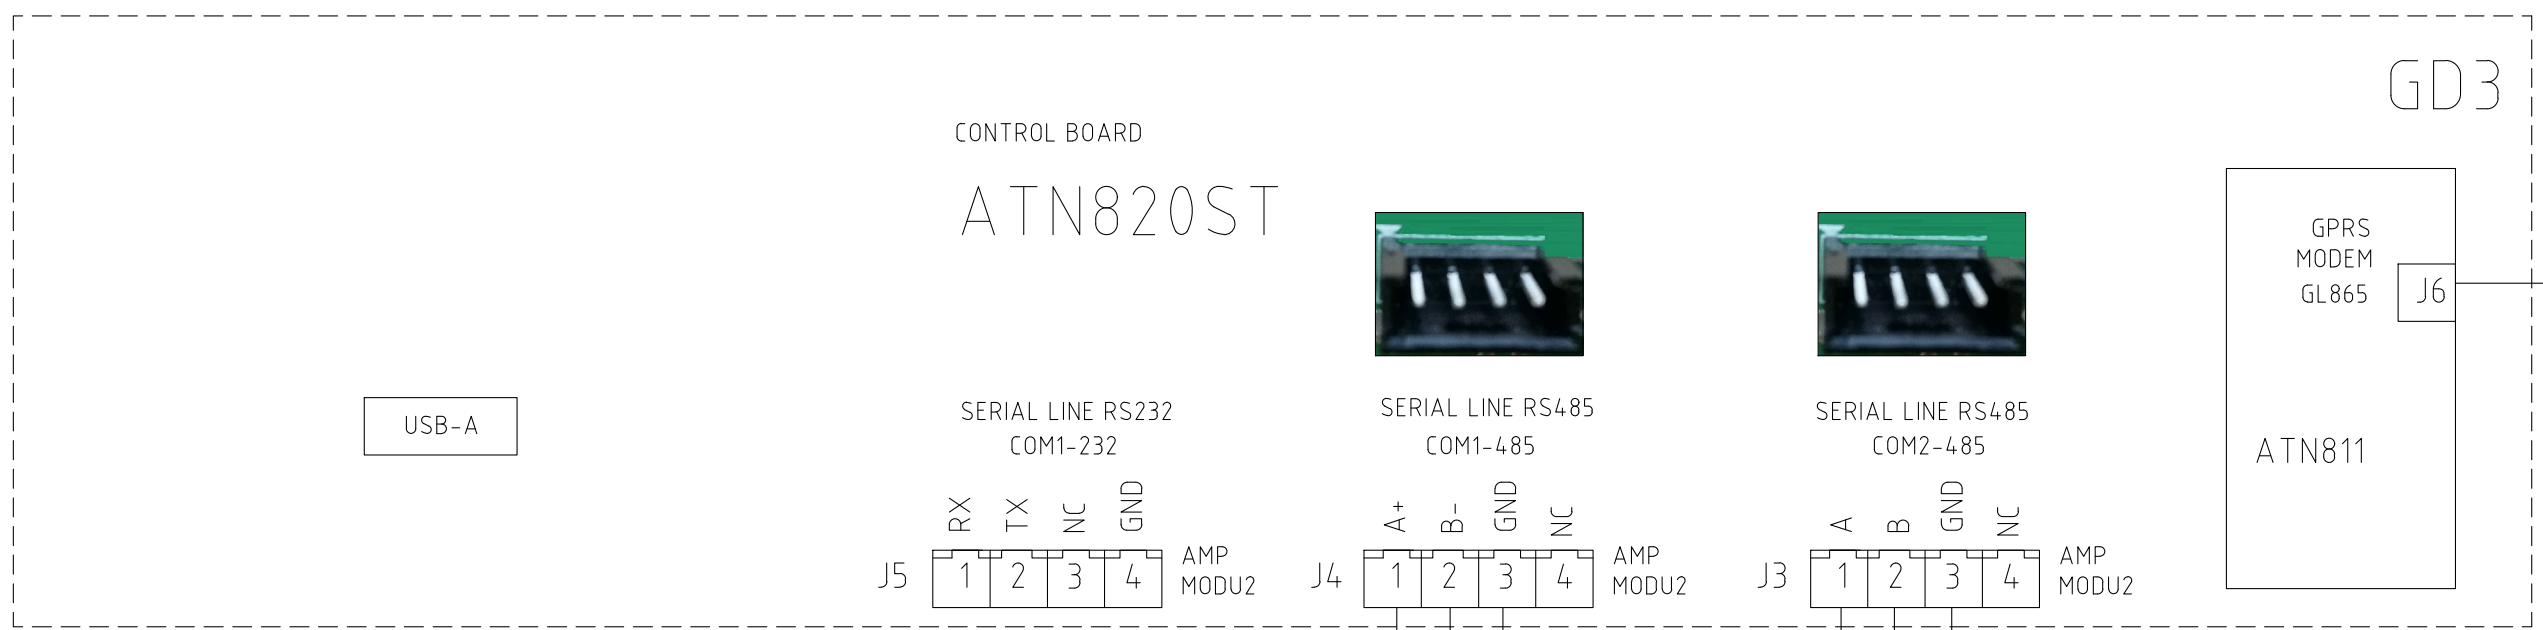 GD3
CONTROL BOARD
ATN820ST
GPRS
MODEM
GL865
J6
USB-A
SERIAL LINE RS232
COM1-232
SERIAL LINE RS485
COM1-485
SERIAL LINE RS485
COM2-485
ATN811
RX TX NC GND
J5 1 2 3 4 AMP
MODU2
A+ B- GND NC
J4 1 2 3 4 AMP
MODU2
A B GND NC
J3 1 2 3 4 AMP
MODU2